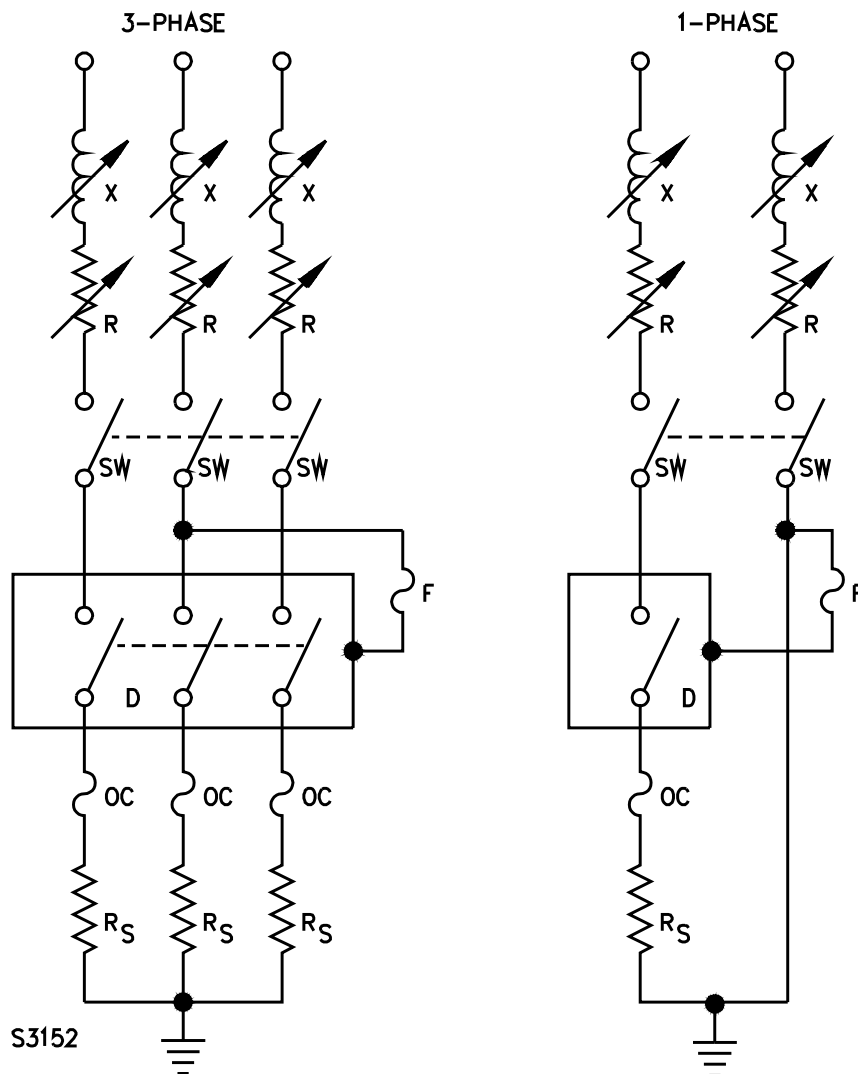 3-PHASE 1-PHASE
X X X X X
R R R R R
SW SW SW SW SW
F F
D D
OC OC OC OC
RS RS RS RS
S3152